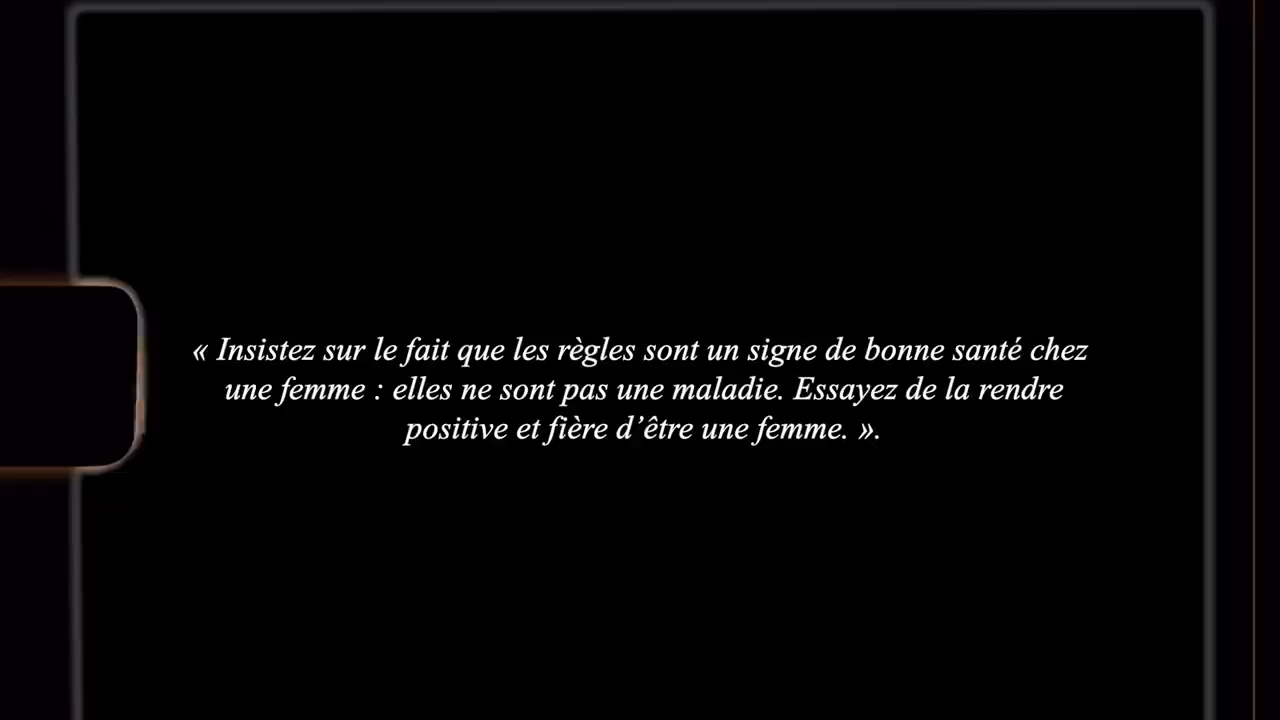 « Insistez sur le fait que les règles sont un signe de bonne santé chez
une femme : elles ne sont pas une maladie. Essayez de la rendre
positive et fière d’être une femme. ».